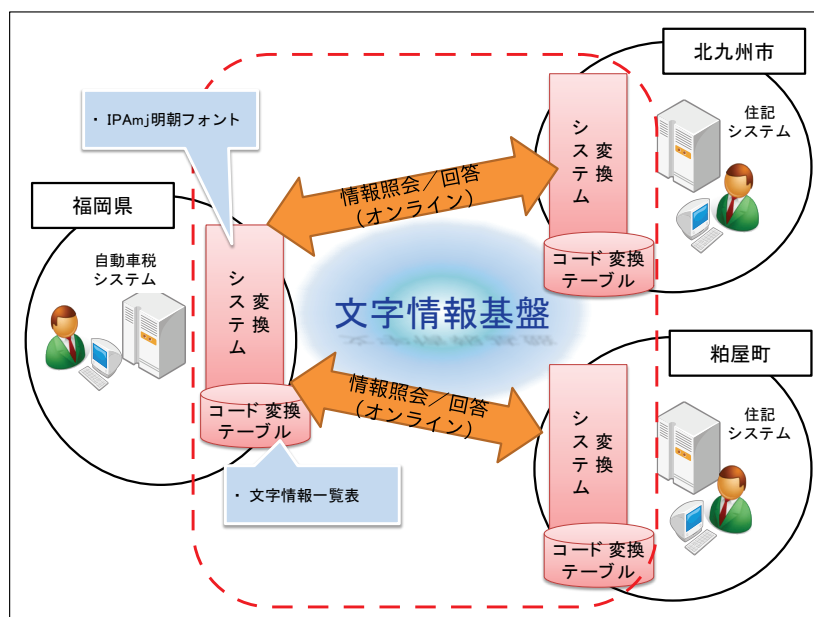 北九州市
・ IPAmj明朝フォント
住記
システム
変換
システム
情報照会／回答
(オンライン)
福岡県
自動車税
システム
変換
システム
コード変換
テーブル
文字情報基盤
粕屋町
情報照会／回答
(オンライン)
コード変換
テーブル
変換
システム
住記
システム
・ 文字情報一覧表
コード変換
テーブル